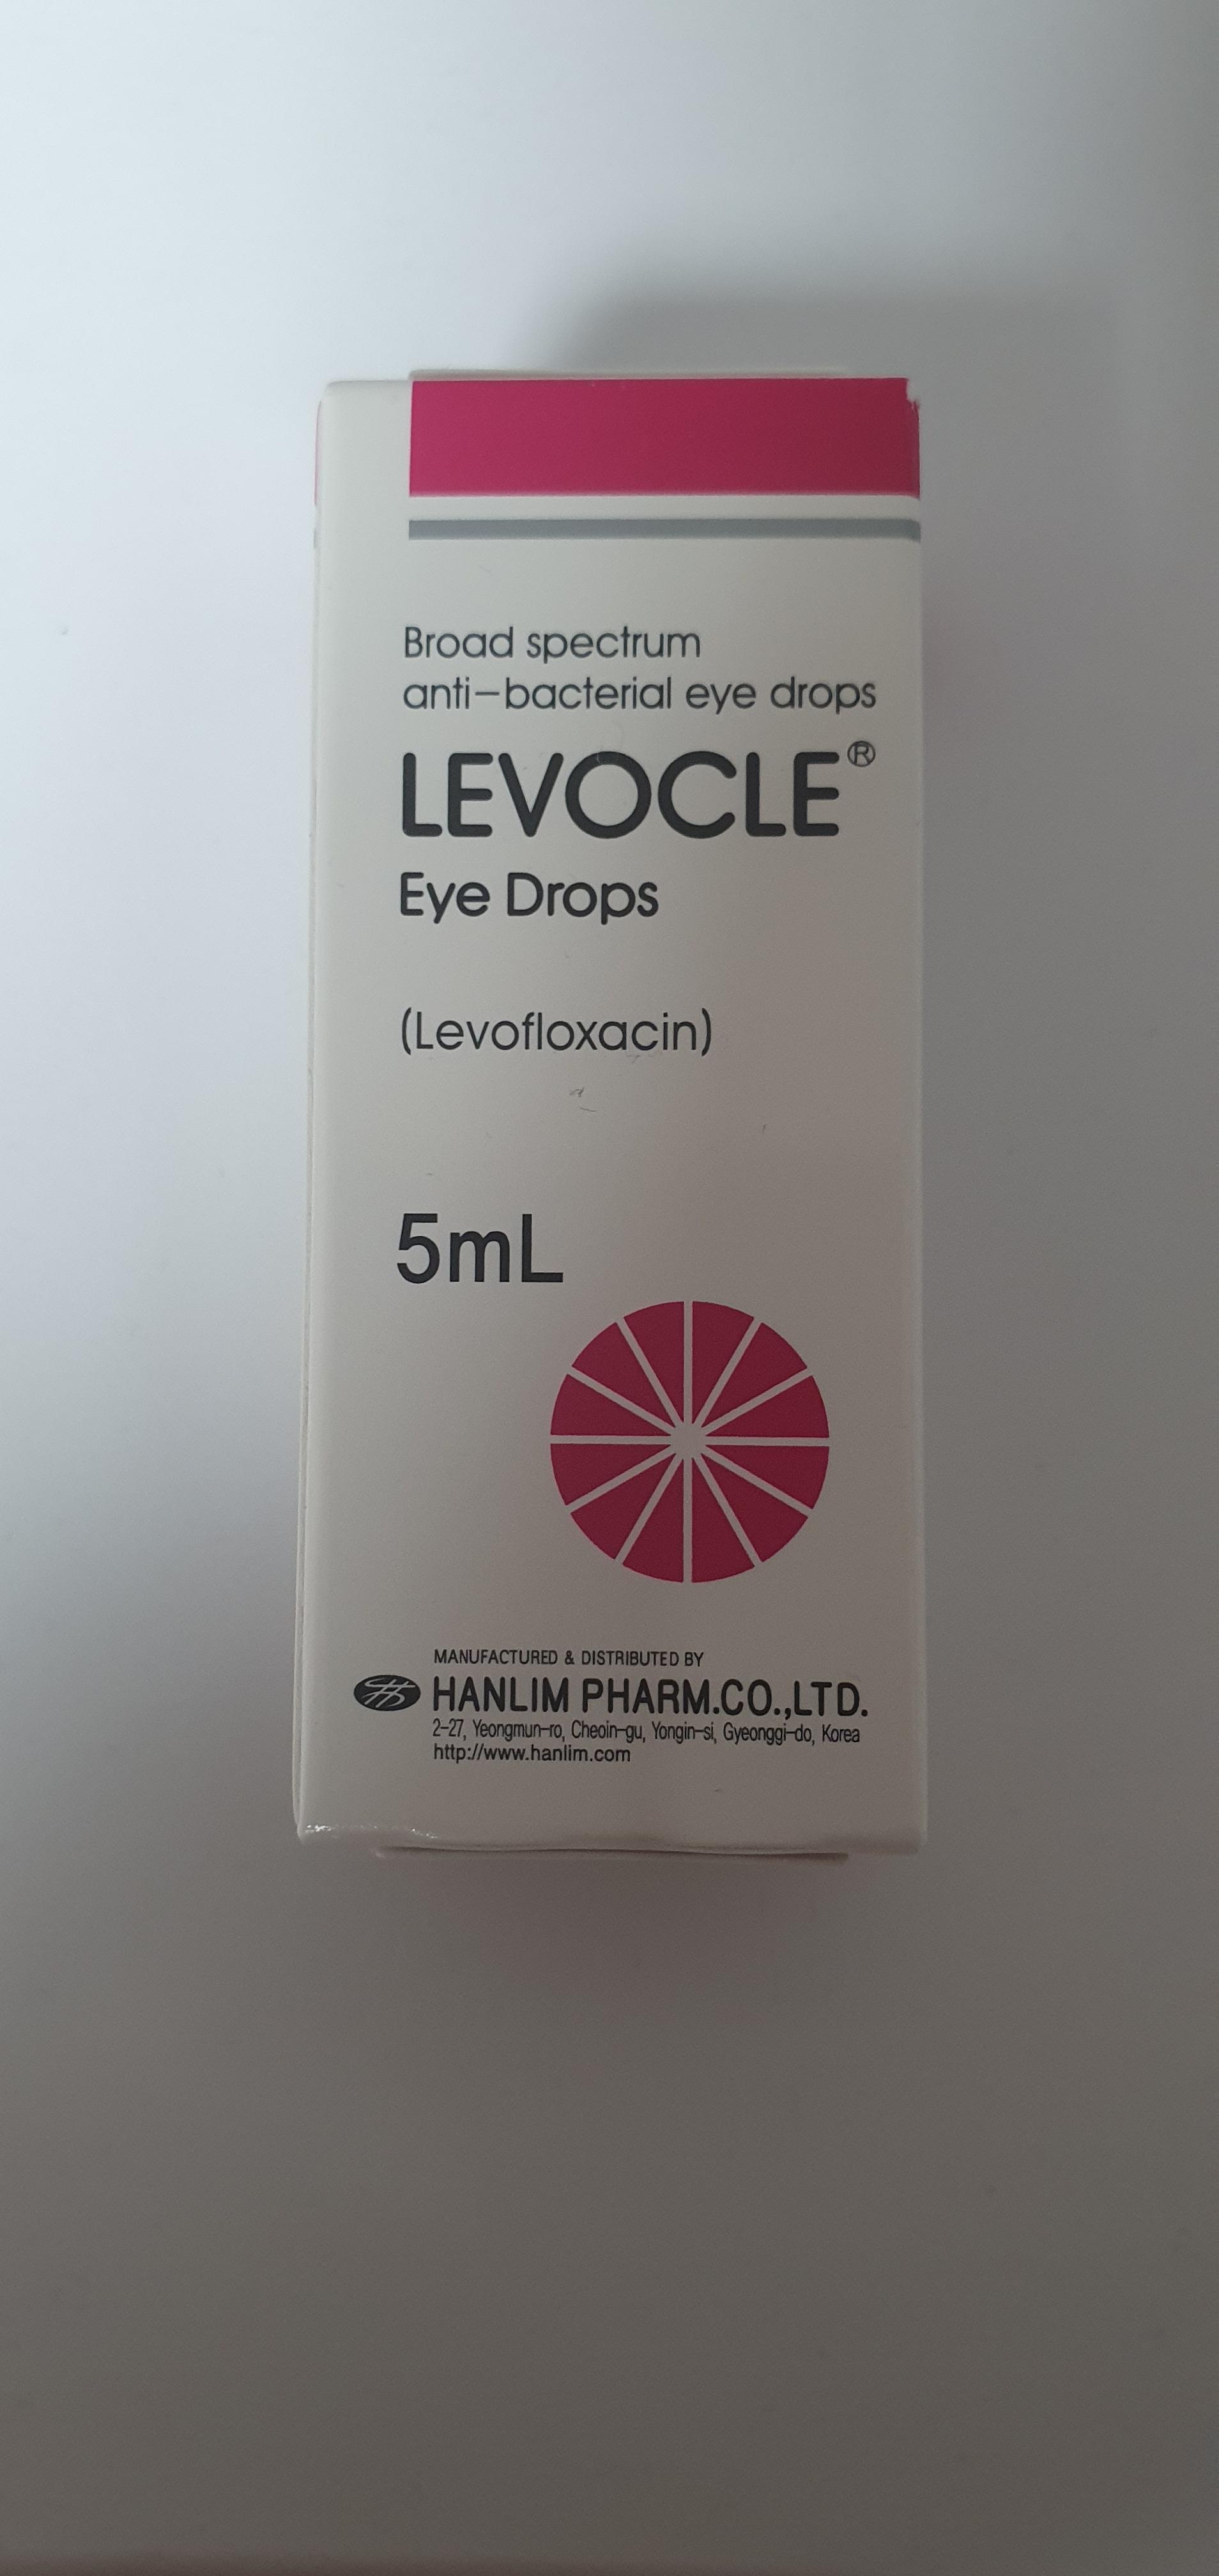 Broad spectrum
anti-bacterial eye drops
LEVOCLE®
Eye Drops
(Levofloxacin)
5mL
MANUFACTURED & DISTRIBUTED BY
HANLIM PHARM.CO.,LTD.
2-27, Yeongmun-ro, Cheoin-gu, Yongin-si, Gyeonggi-do, Korea
http://www.hanlim.com